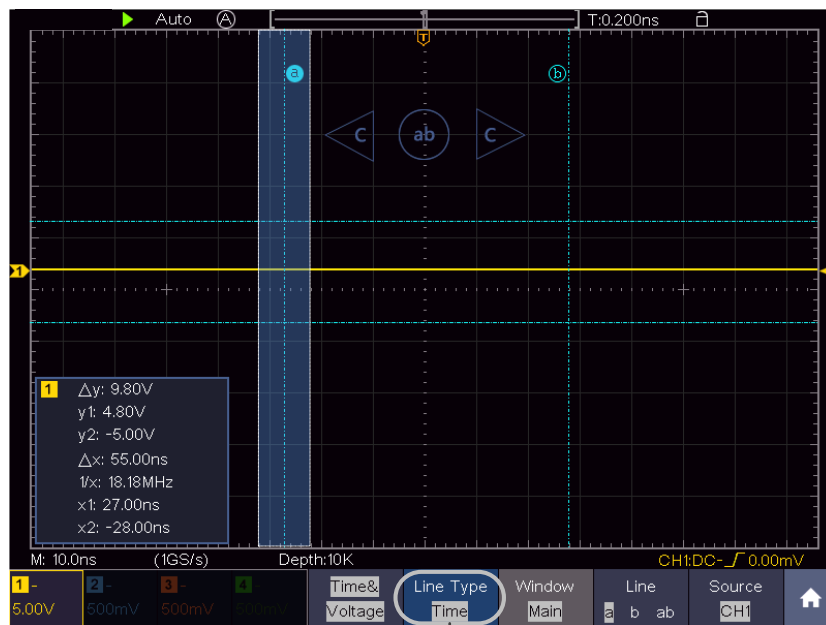 Auto A T:0.200ns
T
a b
C ab C
1
1 △y: 9.80V
y1: 4.80V
y2: -5.00V
△x: 55.00ns
1/x: 18.18MHz
x1: 27.00ns
x2: -28.00ns
M: 10.0ns (1GS/s) Depth:10K CH1:DC- 0.00mV
1 - 2 - 3 - 4 - Time& Line Type Window Line Source
5.00V 500mV 500mV 500mV Voltage Time Main a b ab CH1